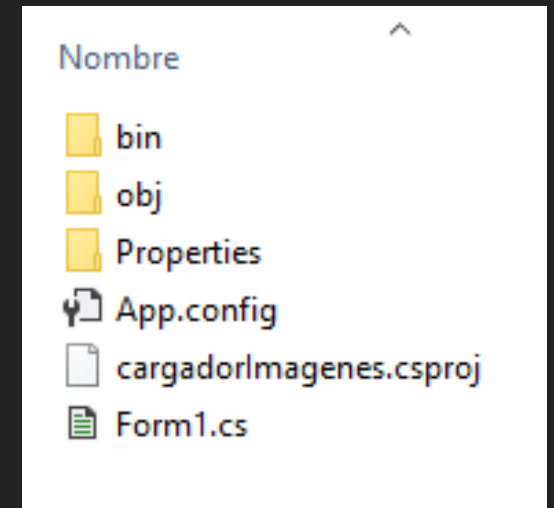 Nombre
bin
obj
Properties
App.config
cargadorImagenes.csproj
Form1.cs